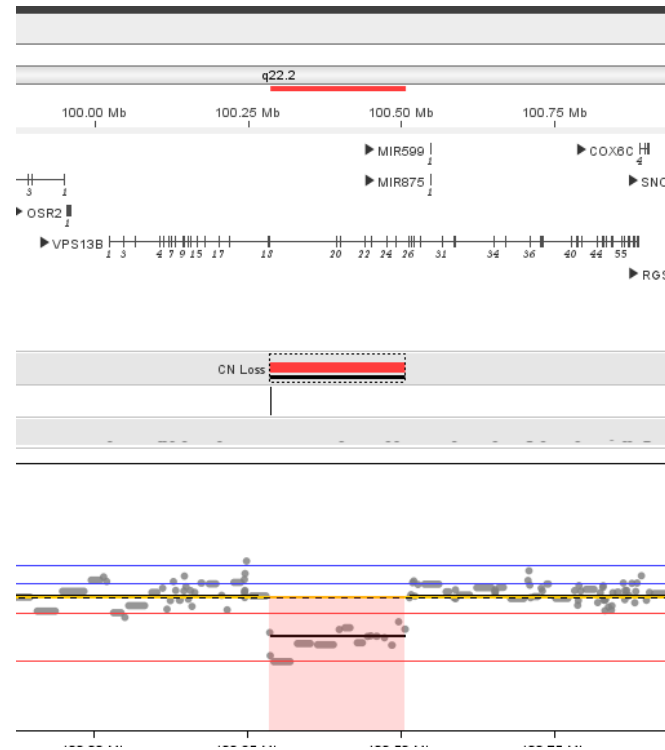 q22.2
100.00 Mb 100.25 Mb 100.50 Mb 100.75 Mb
MIR599 COX6C
1 4
3 1 MIR875 SNO
1
OSR2
1
VPS13B
1 3 4 7 9 15 17 18 20 22 24 26 31 34 36 40 44 55
RGS
CN Loss